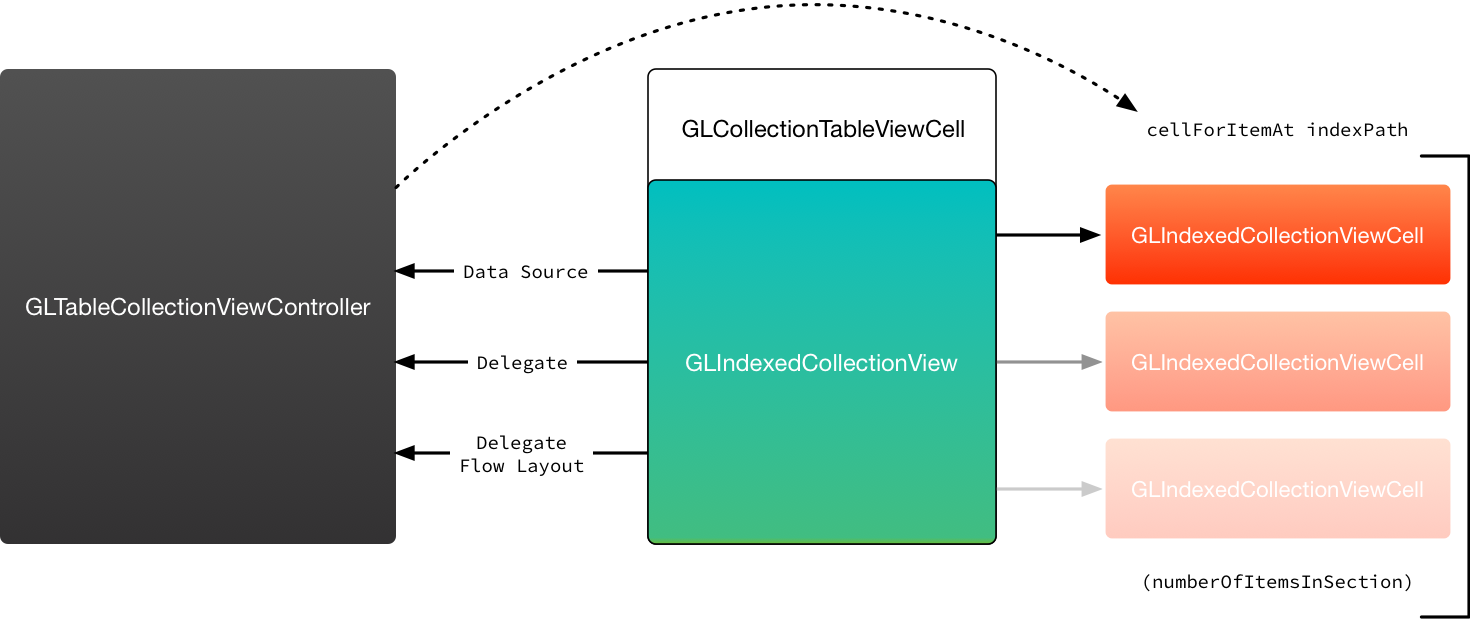 GLTableCollectionViewController
Data Source
Delegate
Delegate
Flow Layout
GLCollectionTableViewCell
GLIndexedCollectionView
cellForItemAt indexPath
GLIndexedCollectionViewCell
GLIndexedCollectionViewCell
GLIndexedCollectionViewCell
(numberOfItemsInSection)